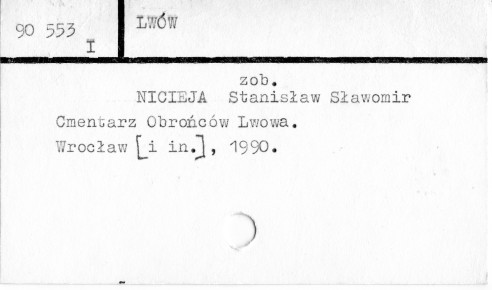 90 553
I
LWÓW
zob.
NICIEJA Stanisław Sławomir
Cmentarz Obrońców Lwowa.
Wrocław [i in.], 1990.